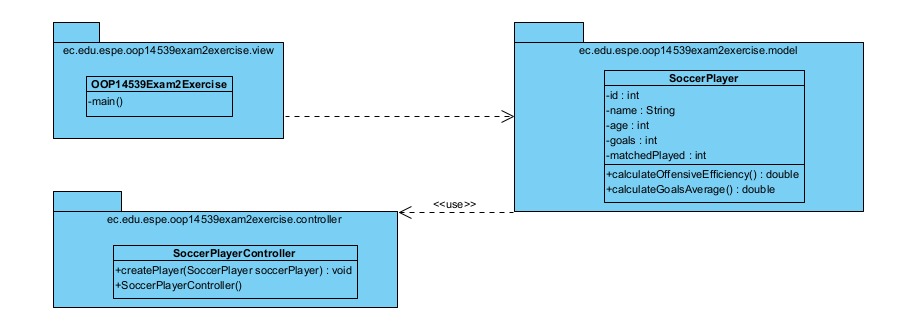 ec.edu.espe.oop14539exam2exercise.view
OOP14539Exam2Exercise
-main()
ec.edu.espe.oop14539exam2exercise.model
SoccerPlayer
-id : int
-name : String
-age : int
-goals : int
-matchedPlayed : int
+calculateOffensiveEfficiency() : double
+calculateGoalsAverage() : double
<<use>>
ec.edu.espe.oop14539exam2exercise.controller
SoccerPlayerController
+createPlayer(SoccerPlayer soccerPlayer) : void
+SoccerPlayerController()